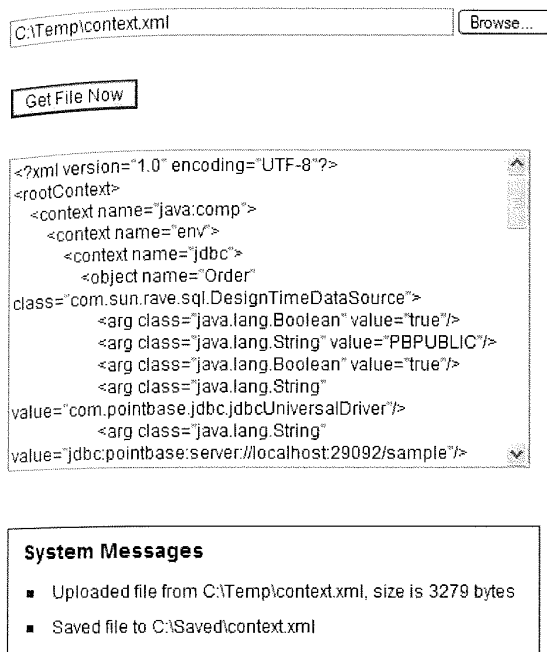 C:\Temp\context.xml
Browse...
Get File Now
<?xml version="1.0" encoding="UTF-8"?>
<rootContext>
<context name="java:comp">
<context name="env">
<context name="jdbc">
<object name="Order"
class="com.sun.rave.sql.DesignTimeDataSource">
<arg class="java.lang.Boolean" value="true"/>
<arg class="java.lang.String" value="PBPUBLIC"/>
<arg class="java.lang.Boolean" value="true"/>
<arg class="java.lang.String"
value="com.pointbase.jdbc.jdbcUniversalDriver"/>
<arg class="java.lang.String"
value="jdbc:pointbase:server://localhost:29092/sample"/>
System Messages
▪ Uploaded file from C:\Temp\context.xml, size is 3279 bytes
▪ Saved file to C:\Saved\context.xml